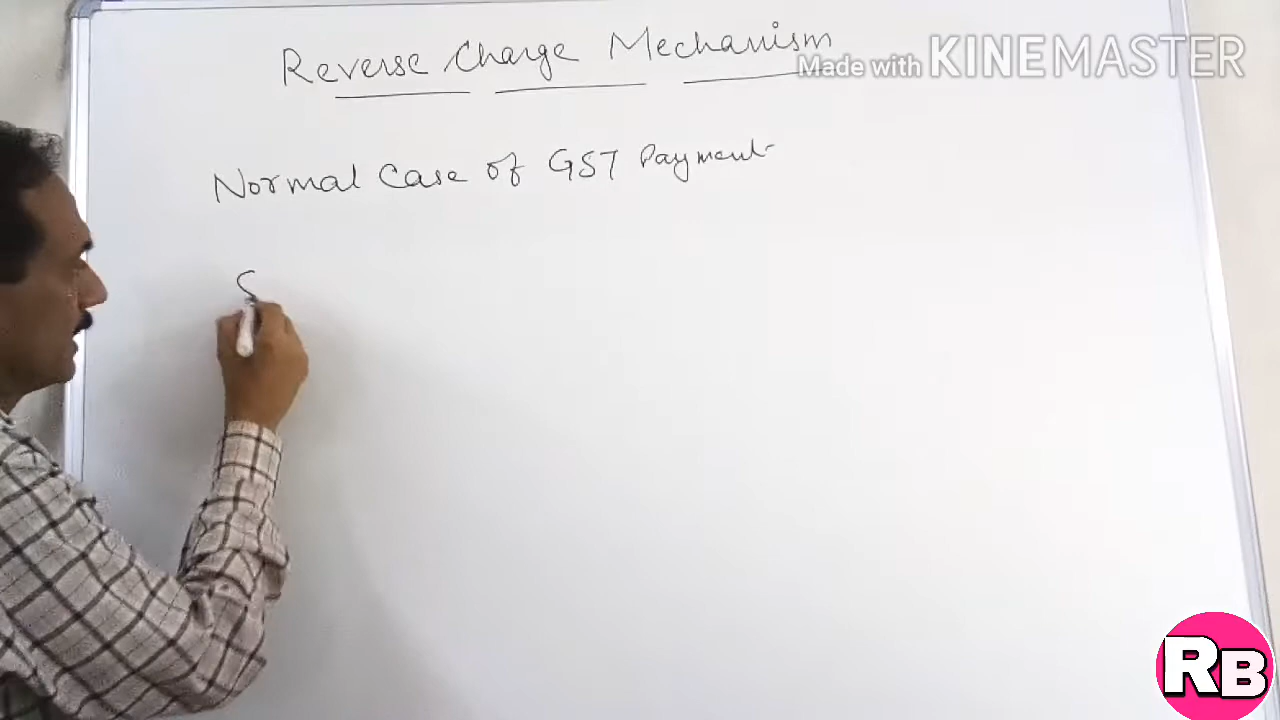 Reverse Charge Mechanism
Made with KINEMASTER
Normal Case of GST Payment
S
RB